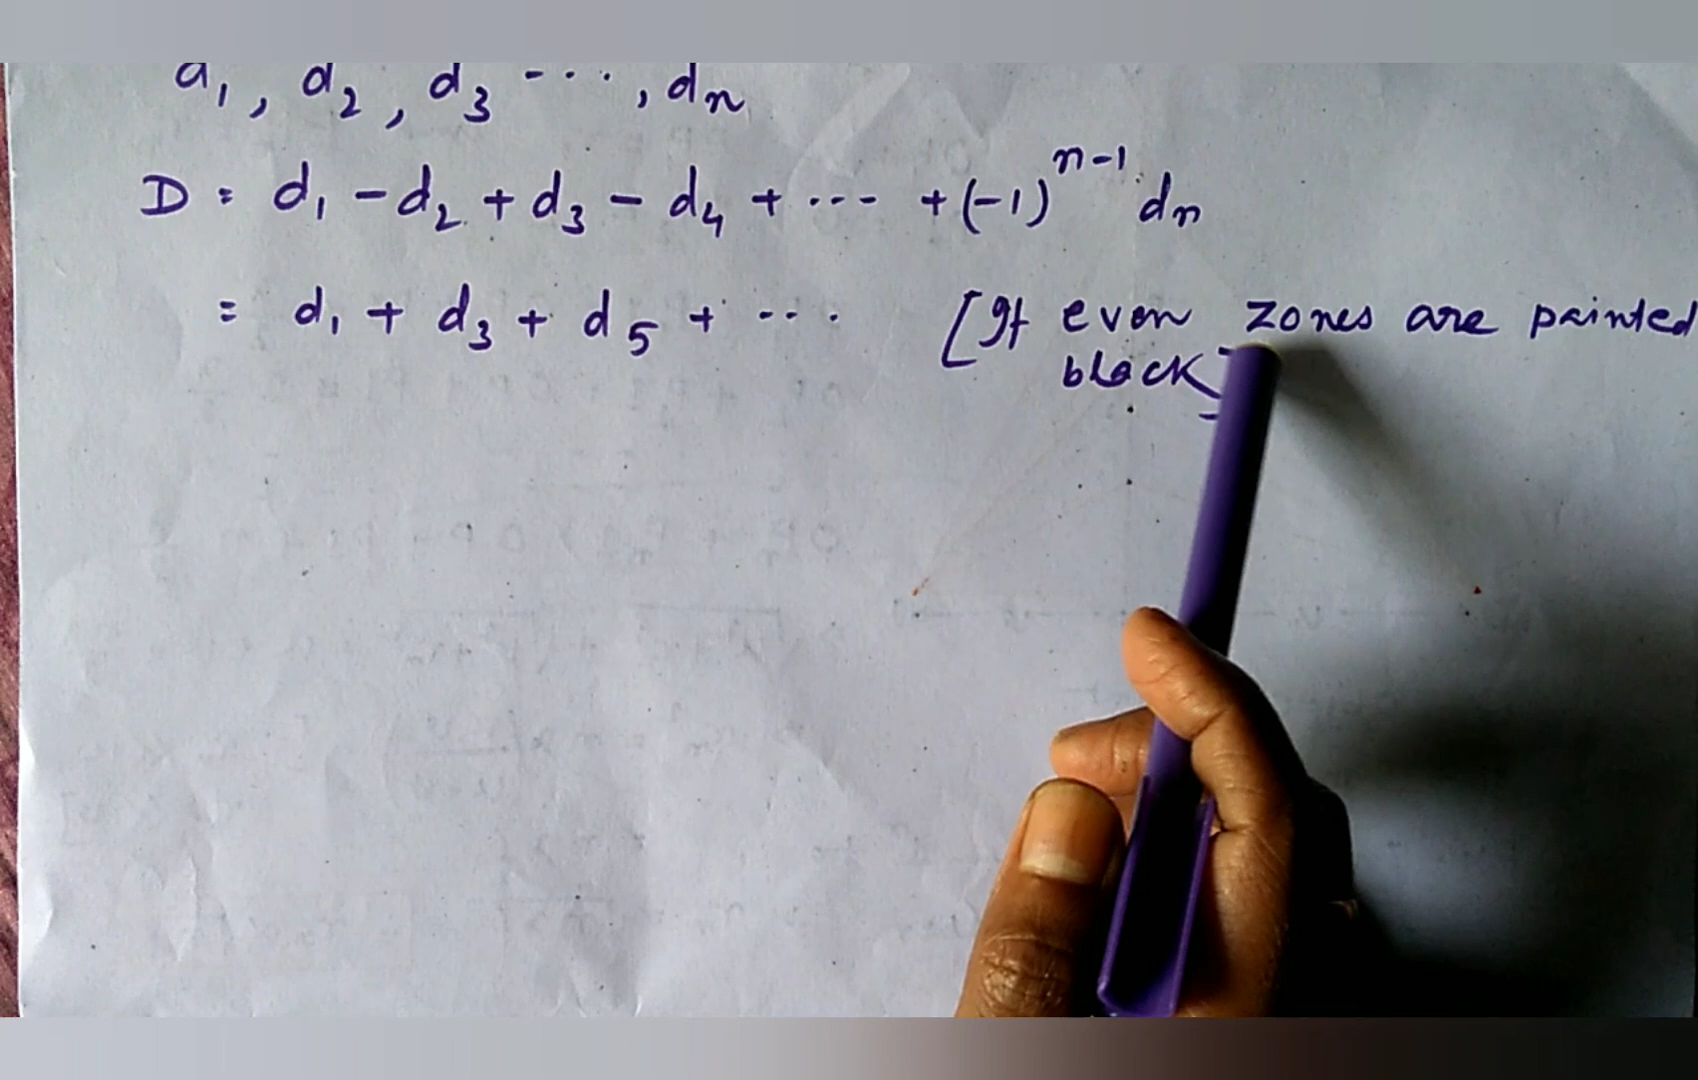 d₁, d₂, d₃ - - - -, dₙ
D = d₁ - d₂ + d₃ - d₄ + --- + (-1)ⁿ⁻¹ dₙ
= d₁ + d₃ + d₅ + --- [If even zones are painted
black]